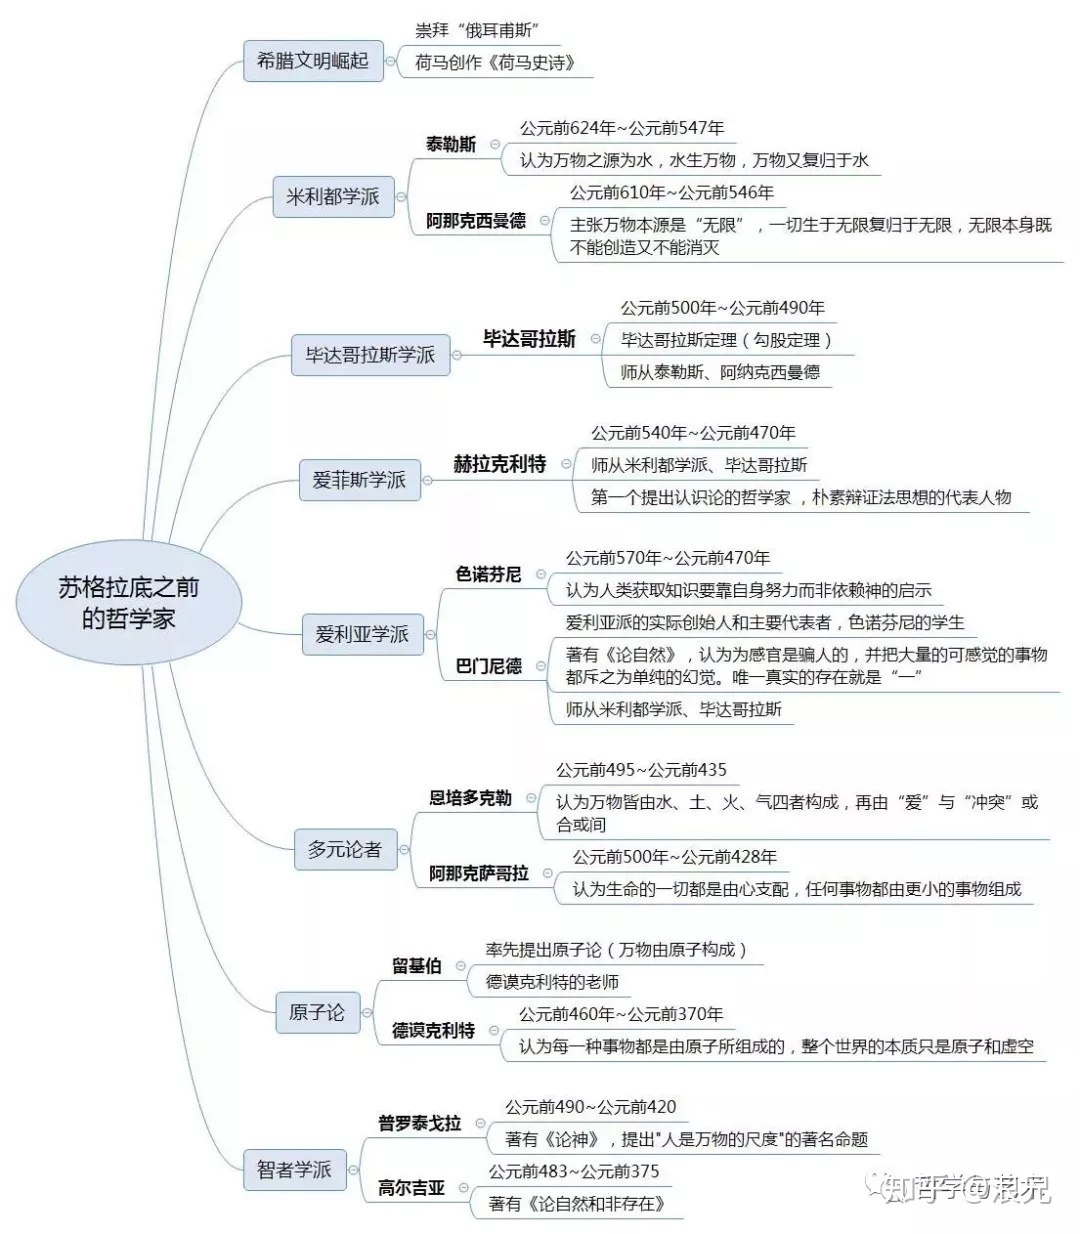 崇拜“俄耳甫斯”
希腊文明崛起
荷马创作《荷马史诗》
公元前624年~公元前547年
泰勒斯
认为万物之源为水，水生万物，万物又复归于水
米利都学派
公元前610年~公元前546年
阿那克西曼德
主张万物本源是“无限”，一切生于无限复归于无限，无限本身既
不能创造又不能消灭
公元前500年~公元前490年
毕达哥拉斯学派
毕达哥拉斯
毕达哥拉斯定理（勾股定理）
师从泰勒斯、阿纳克西曼德
公元前540年~公元前470年
爱菲斯学派
赫拉克利特
师从米利都学派、毕达哥拉斯
第一个提出认识论的哲学家 ，朴素辩证法思想的代表人物
苏格拉底之前
的哲学家
公元前570年~公元前470年
色诺芬尼
认为人类获取知识要靠自身努力而非依赖神的启示
爱利亚学派
爱利亚派的实际创始人和主要代表者，色诺芬尼的学生
巴门尼德
著有《论自然》，认为为感官是骗人的，并把大量的可感觉的事物
都斥之为单纯的幻觉。唯一真实的存在就是“一”
师从米利都学派、毕达哥拉斯
公元前495~公元前435
恩培多克勒
认为万物皆由水、土、火、气四者构成，再由“爱”与“冲突”或
合或间
多元论者
公元前500年~公元前428年
阿那克萨哥拉
认为生命的一切都是由心支配，任何事物都由更小的事物组成
率先提出原子论（万物由原子构成）
留基伯
德谟克利特的老师
原子论
公元前460年~公元前370年
德谟克利特
认为每一种事物都是由原子所组成的，整个世界的本质只是原子和虚空
公元前490~公元前420
普罗泰戈拉
著有《论神》，提出"人是万物的尺度"的著名命题
智者学派
公元前483~公元前375
高尔吉亚
著有《论自然和非存在》
知乎 @浪兄